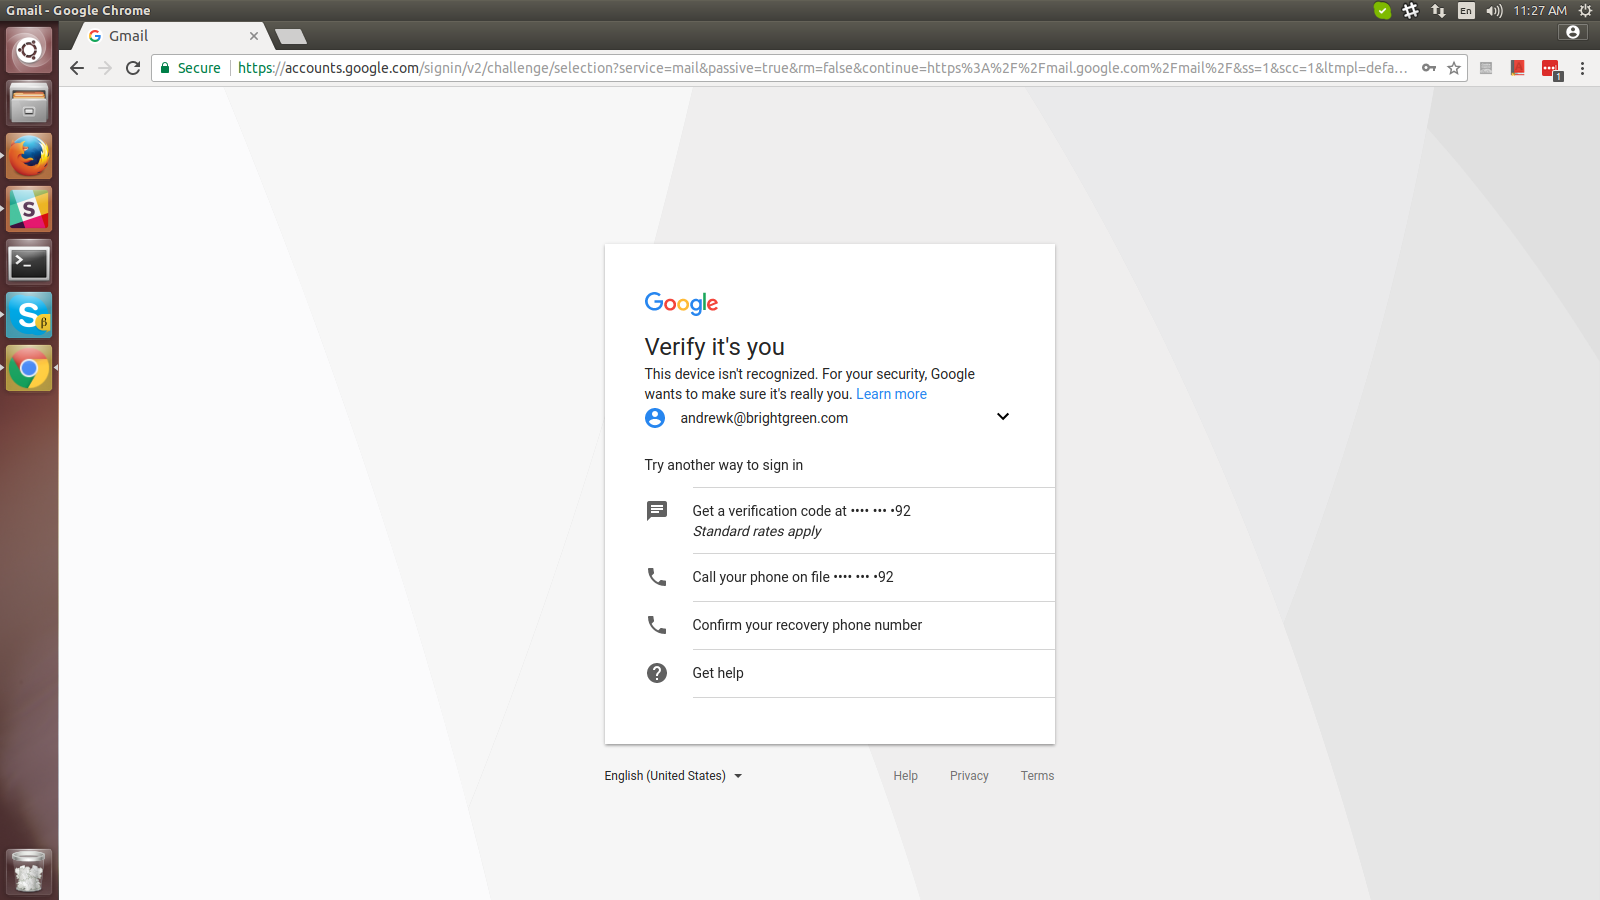 Gmail - Google Chrome
En
11:27 AM
Gmail
Secure
https://accounts.google.com/signin/v2/challenge/selection?service=mail&passive=true&rm=false&continue=https%3A%2F%2Fmail.google.com%2Fmail%2F&ss=1&scc=1&ltmpl=defa...
1
Google
Verify it's you
This device isn't recognized. For your security, Google
wants to make sure it's really you. Learn more
andrewk@brightgreen.com
Try another way to sign in
Get a verification code at •••• ••• •92
Standard rates apply
Call your phone on file •••• ••• •92
Confirm your recovery phone number
Get help
English (United States)
Help
Privacy
Terms